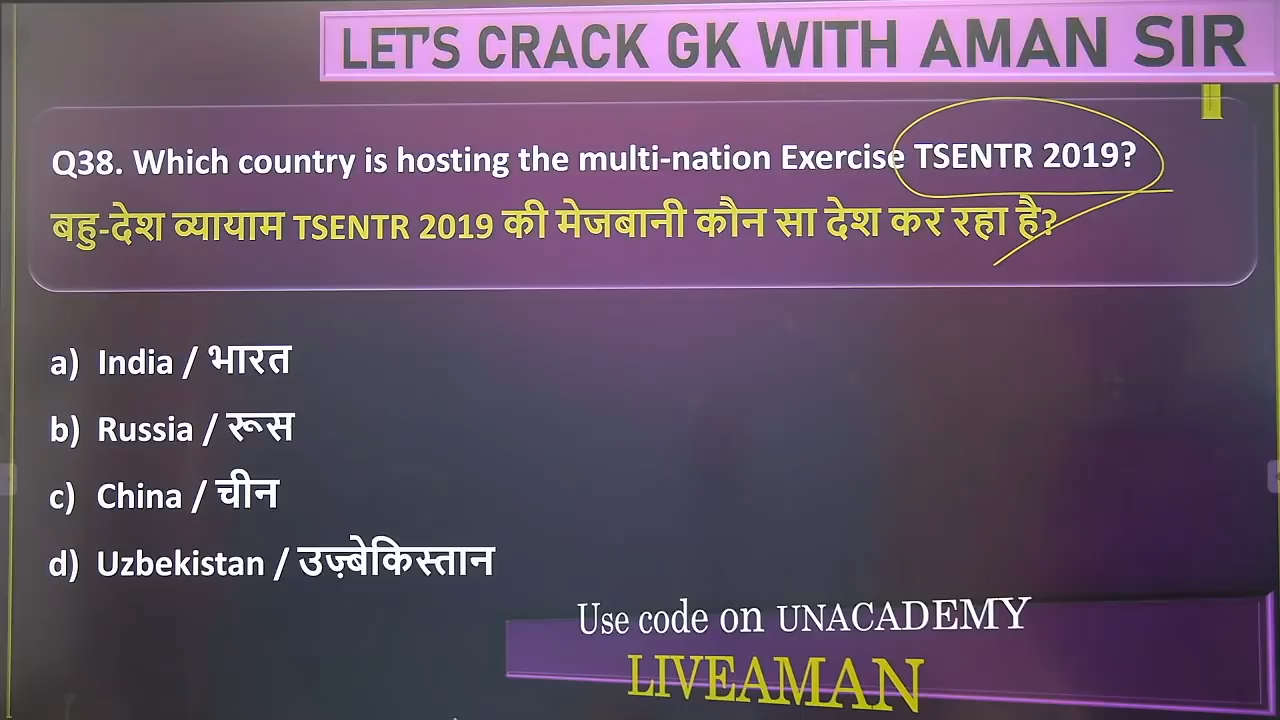 LET'S CRACK GK WITH AMAN SIR
Q38. Which country is hosting the multi-nation Exercise TSENTR 2019?
बहु-देश व्यायाम TSENTR 2019 की मेजबानी कौन सा देश कर रहा है?
a) India / भारत
b) Russia / रूस
c) China / चीन
d) Uzbekistan / उज़्बेकिस्तान
Use code on UNACADEMY
LIVEAMAN